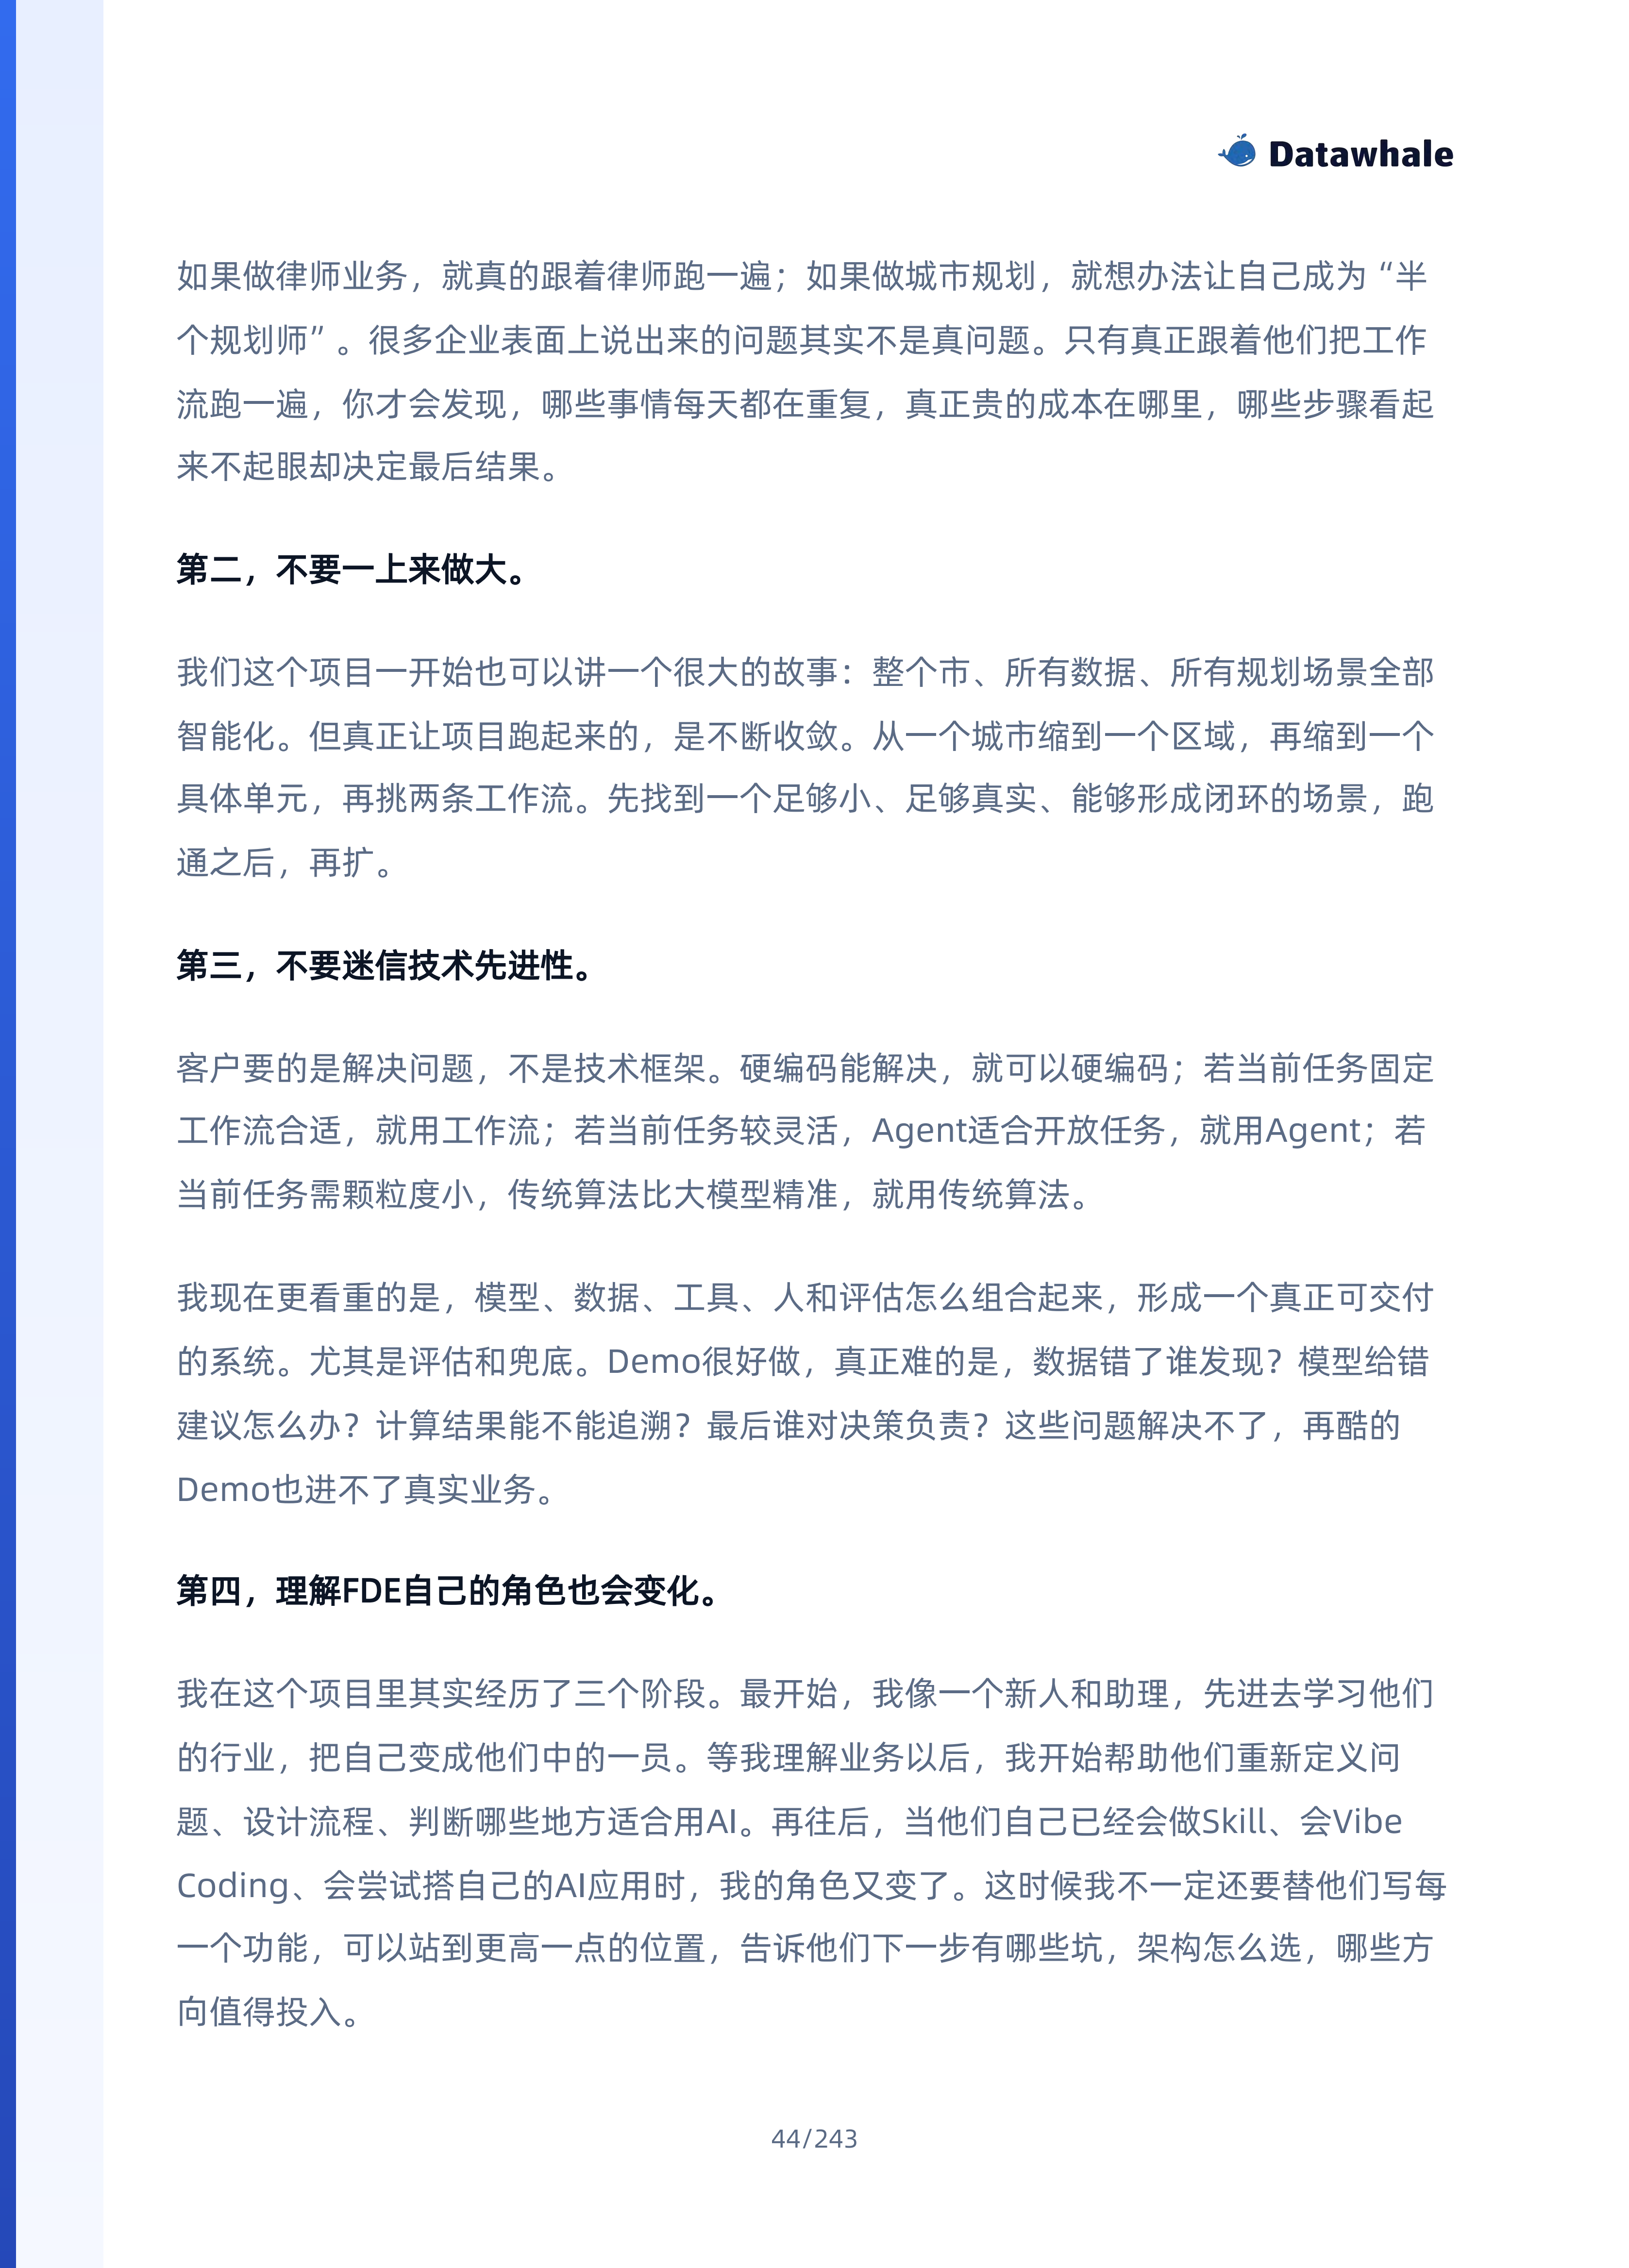 Datawhale
如果做律师业务，就真的跟着律师跑一遍；如果做城市规划，就想办法让自己成为“半
个规划师”。很多企业表面上说出来的问题其实不是真问题。只有真正跟着他们把工作
流跑一遍，你才会发现，哪些事情每天都在重复，真正贵的成本在哪里，哪些步骤看起
来不起眼却决定最后结果。
第二，不要一上来做大。
我们这个项目一开始也可以讲一个很大的故事：整个市、所有数据、所有规划场景全部
智能化。但真正让项目跑起来的，是不断收敛。从一个城市缩到一个区域，再缩到一个
具体单元，再挑两条工作流。先找到一个足够小、足够真实、能够形成闭环的场景，跑
通之后，再扩。
第三，不要迷信技术先进性。
客户要的是解决问题，不是技术框架。硬编码能解决，就可以硬编码；若当前任务固定
工作流合适，就用工作流；若当前任务较灵活，Agent适合开放任务，就用Agent；若
当前任务需颗粒度小，传统算法比大模型精准，就用传统算法。
我现在更看重的是，模型、数据、工具、人和评估怎么组合起来，形成一个真正可交付
的系统。尤其是评估和兜底。Demo很好做，真正难的是，数据错了谁发现？模型给错
建议怎么办？计算结果能不能追溯？最后谁对决策负责？这些问题解决不了，再酷的
Demo也进不了真实业务。
第四，理解FDE自己的角色也会变化。
我在这个项目里其实经历了三个阶段。最开始，我像一个新人和助理，先进去学习他们
的行业，把自己变成他们中的一员。等我理解业务以后，我开始帮助他们重新定义问
题、设计流程、判断哪些地方适合用AI。再往后，当他们自己已经会做Skill、会Vibe
Coding、会尝试搭自己的AI应用时，我的角色又变了。这时候我不一定还要替他们写每
一个功能，可以站到更高一点的位置，告诉他们下一步有哪些坑，架构怎么选，哪些方
向值得投入。
44/243